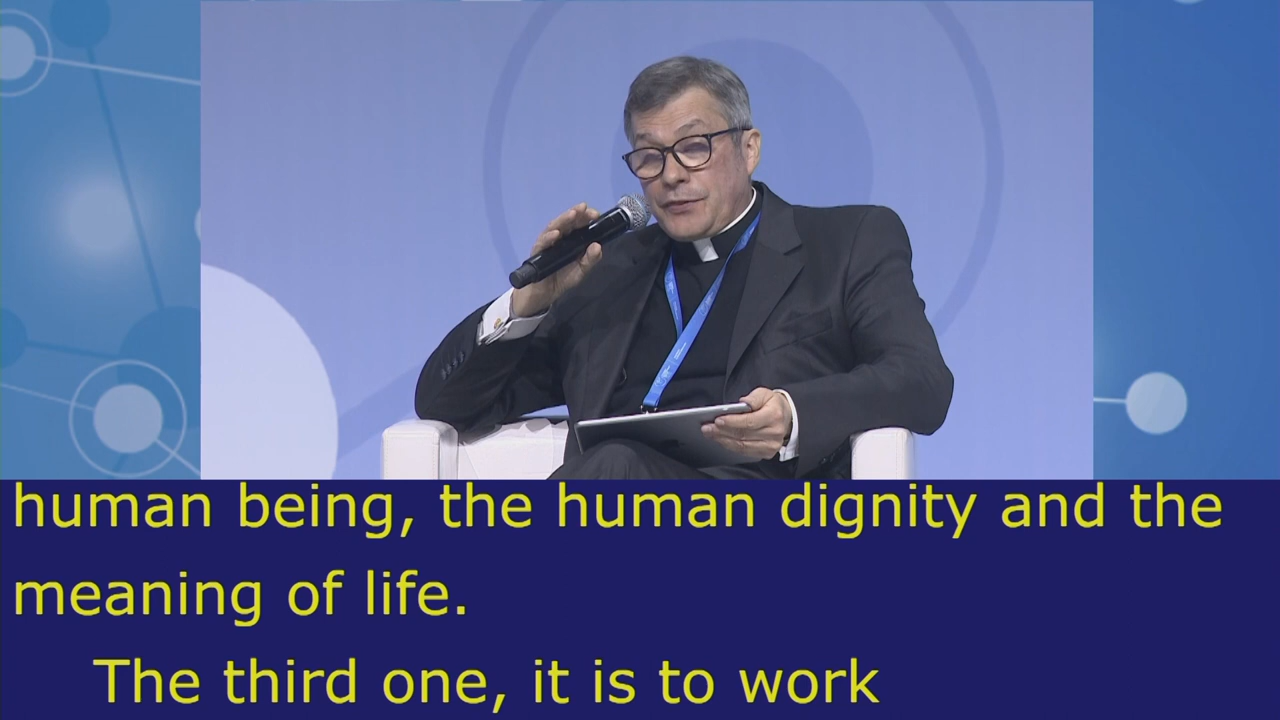 human being, the human dignity and the
meaning of life.
The third one, it is to work